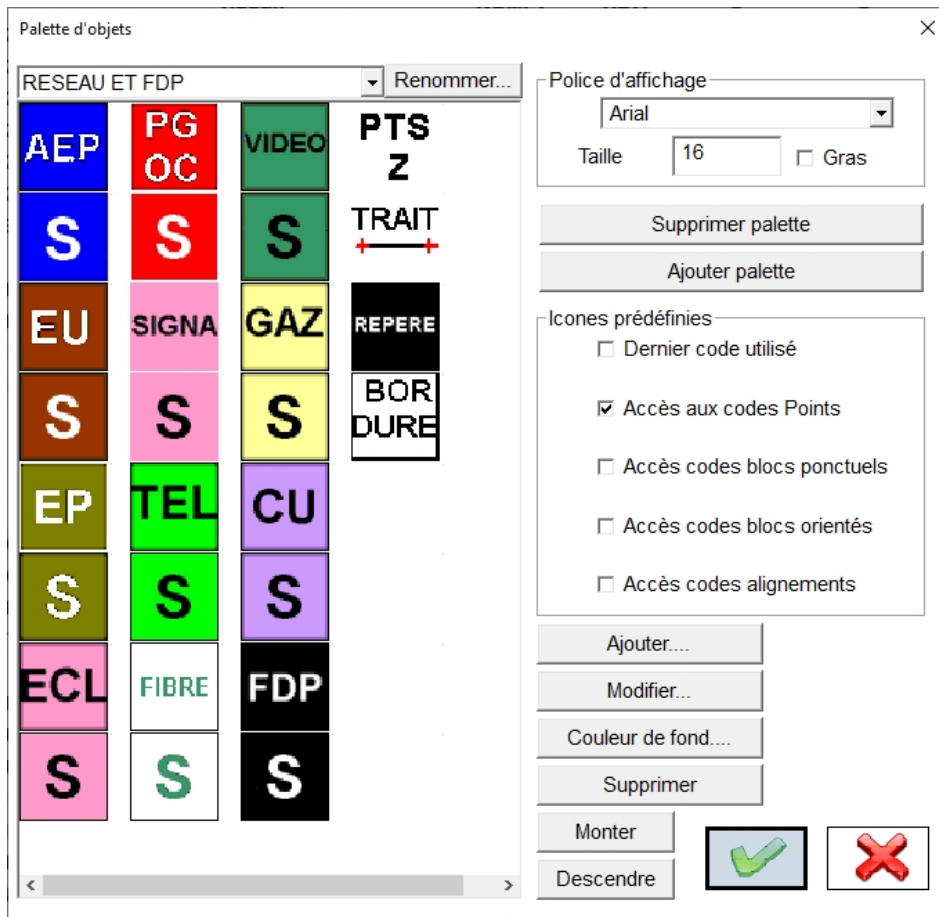 Palette d'objets
RESEAU ET FDP
Renommer...
AEP
PG
OC
VIDEO
PTS
Z
S
S
S
TRAIT
EU
SIGNA
GAZ
REPERE
S
S
S
BOR
DURE
EP
TEL
CU
S
S
S
ECL
FIBRE
FDP
S
S
S
Police d'affichage
Arial
Taille
16
Gras
Supprimer palette
Ajouter palette
Icones prédéfinies
Dernier code utilisé
Accès aux codes Points
Accès codes blocs ponctuels
Accès codes blocs orientés
Accès codes alignements
Ajouter....
Modifier...
Couleur de fond....
Supprimer
Monter
Descendre